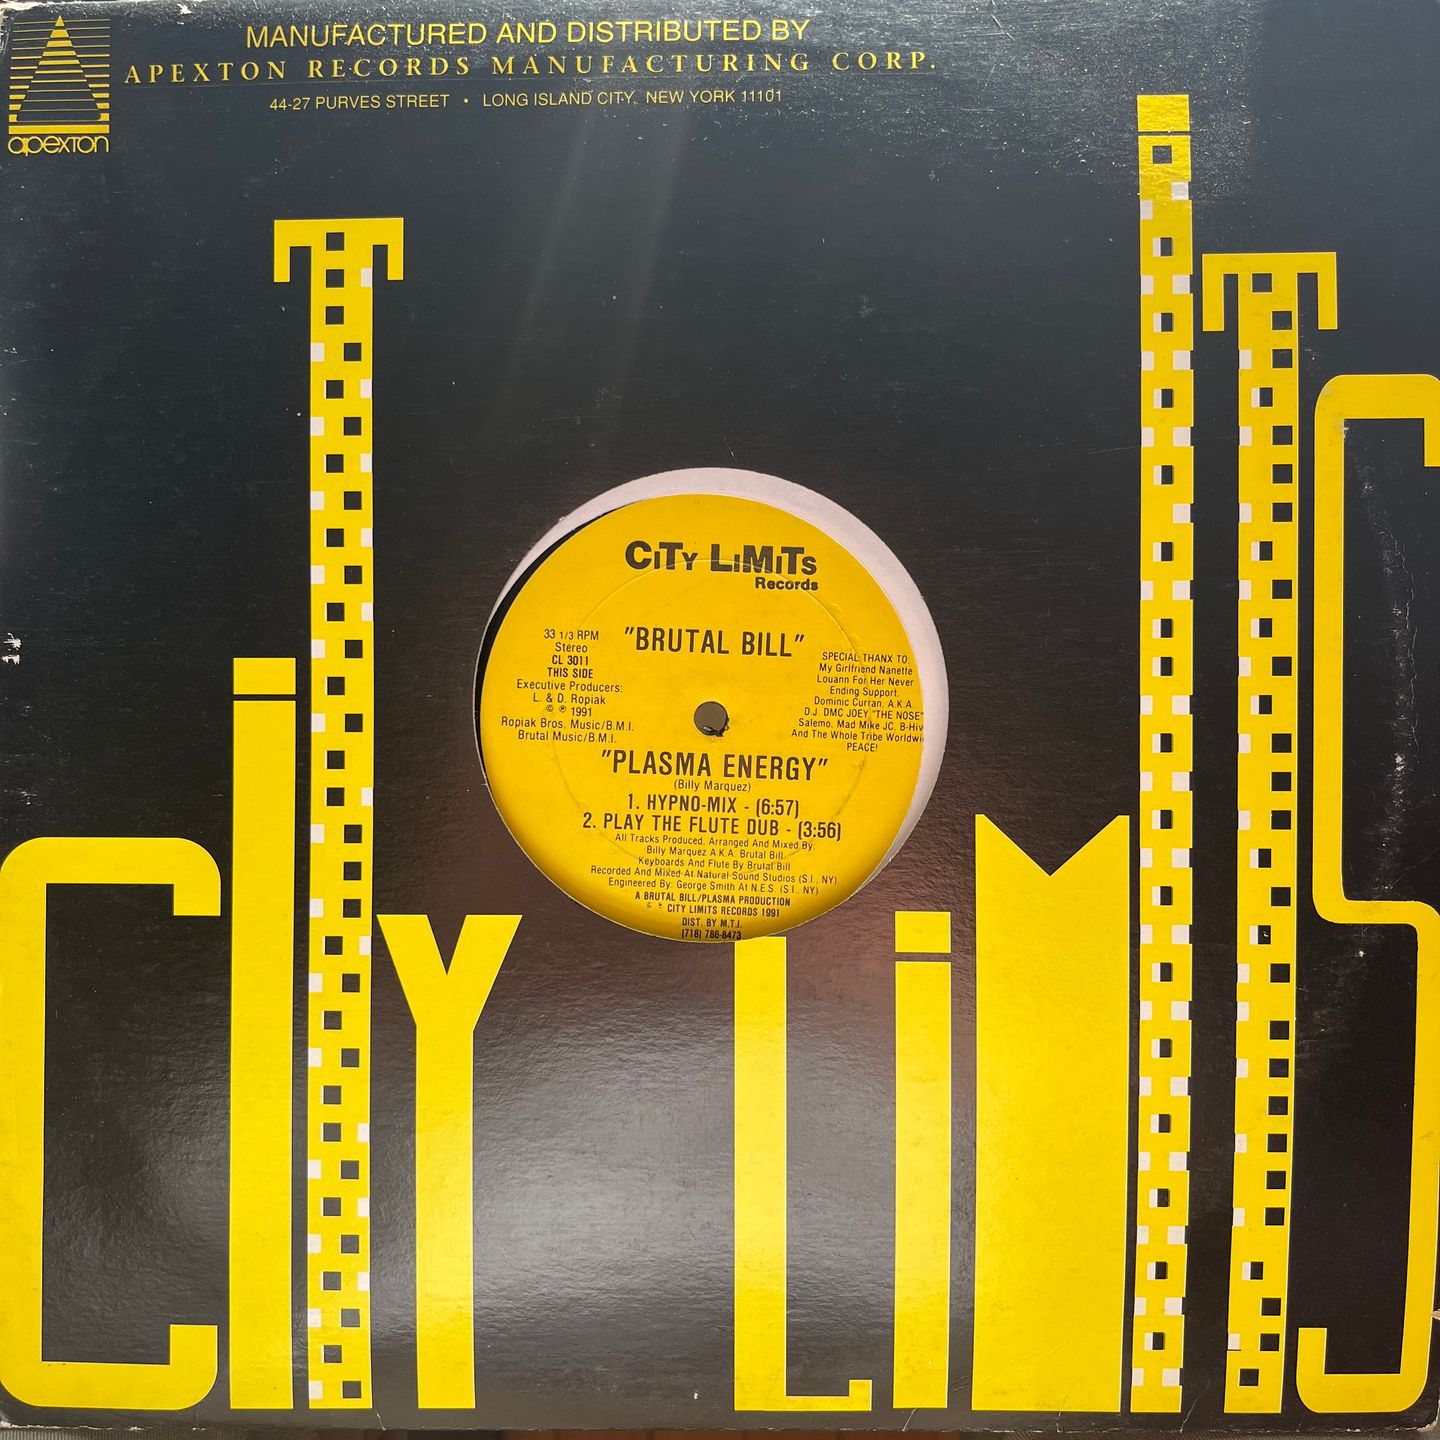 MANUFACTURED AND DISTRIBUTED BY
APEXTON RECORDS MANUFACTURING CORP.
44-27 PURVES STREET • LONG ISLAND CITY, NEW YORK 11101
apexton
CiTY LiMiTS
CiTY LiMiTs
Records
"BRUTAL BILL"
33 1/3 RPM
Stereo
CL 3011
THIS SIDE
Executive Producers:
L. & D. Ropiak
© ℗ 1991
Ropiak Bros. Music/B.M.I.
Brutal Music/B.M.I.
SPECIAL THANX TO:
My Girlfriend Nanette
Louann For Her Never
Ending Support.
Dominic Curran, A.K.A.
D.J. DMC JOEY "THE NOSE"
Salemo, Mad Mike JC, B-Hiv
And The Whole Tribe Worldwi
PEACE!
"PLASMA ENERGY"
(Billy Marquez)
1. HYPNO-MIX - (6:57)
2. PLAY THE FLUTE DUB - (3:56)
All Tracks Produced, Arranged And Mixed By:
Billy Marquez A.K.A. Brutal Bill
Keyboards And Flute By Brutal Bill
Recorded And Mixed At Natural Sound Studios (S.I., NY)
Engineered By: George Smith At N.E.S. (S.I., NY)
A BRUTAL BILL/PLASMA PRODUCTION
© ℗ CITY LIMITS RECORDS 1991
DIST. BY M.T.I.
(718) 786-8473